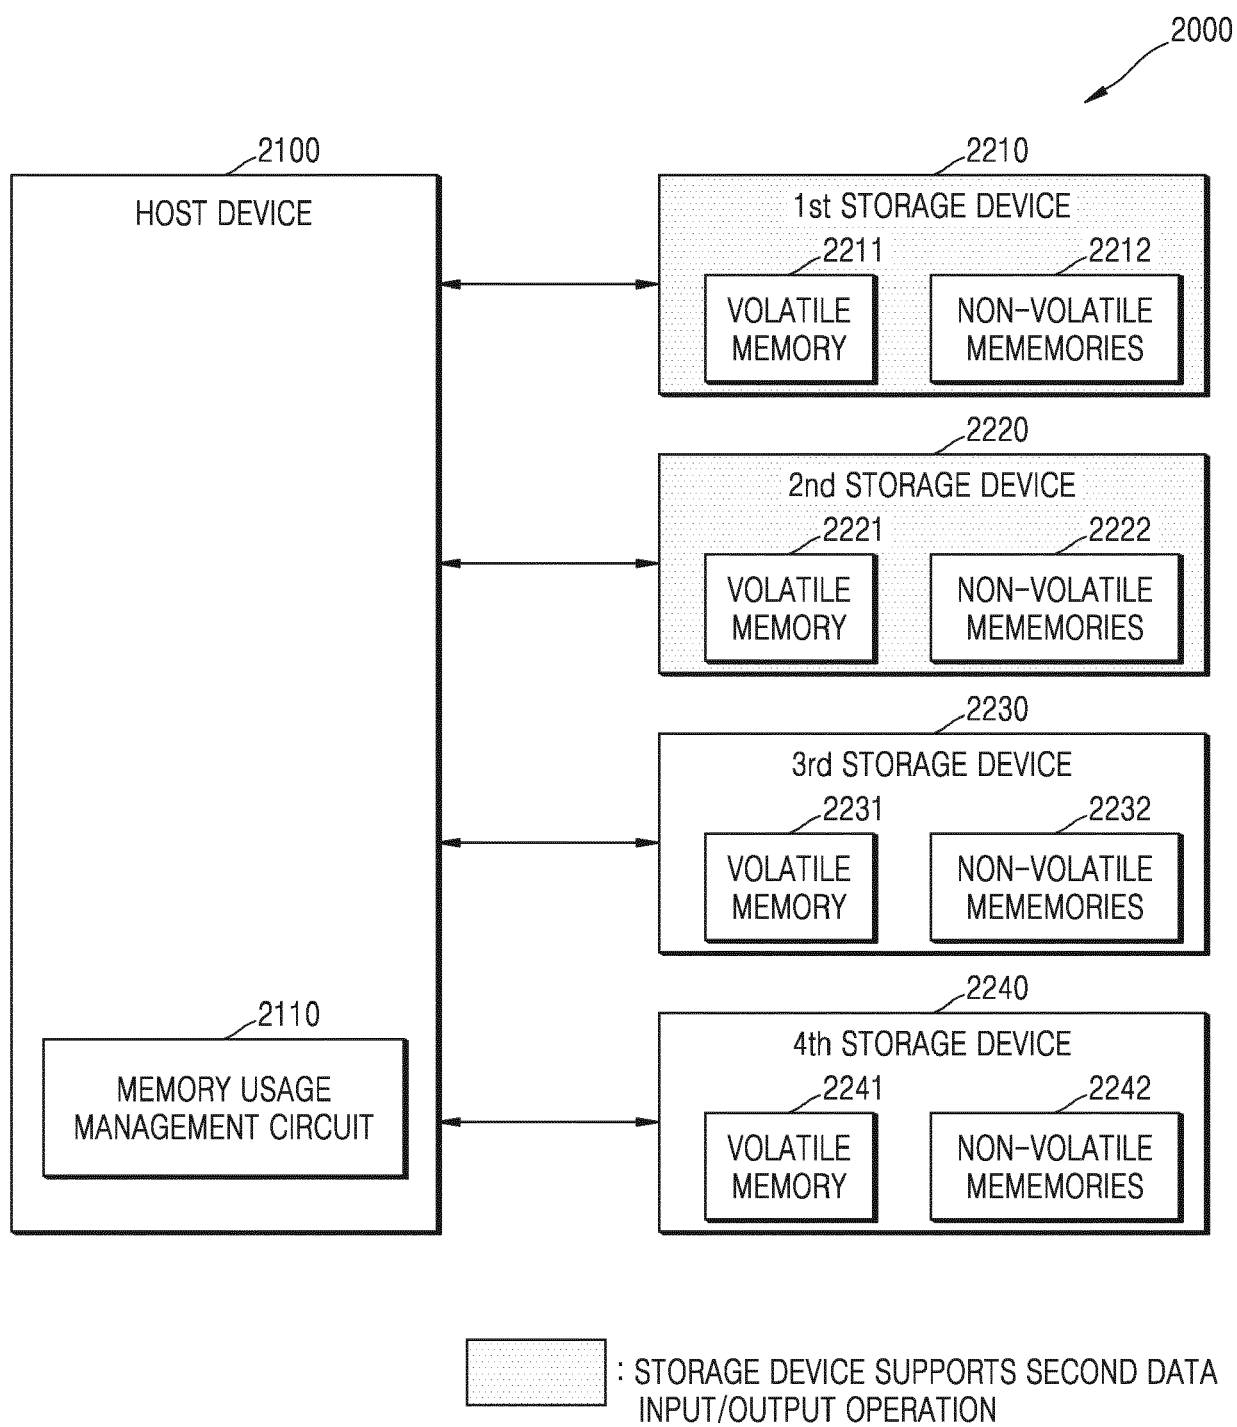 2000
2100
HOST DEVICE
2110
MEMORY USAGE
MANAGEMENT CIRCUIT
2210
1st STORAGE DEVICE
2211
VOLATILE
MEMORY
2212
NON-VOLATILE
MEMEMORIES
2220
2nd STORAGE DEVICE
2221
VOLATILE
MEMORY
2222
NON-VOLATILE
MEMEMORIES
2230
3rd STORAGE DEVICE
2231
VOLATILE
MEMORY
2232
NON-VOLATILE
MEMEMORIES
2240
4th STORAGE DEVICE
2241
VOLATILE
MEMORY
2242
NON-VOLATILE
MEMEMORIES
: STORAGE DEVICE SUPPORTS SECOND DATA
INPUT/OUTPUT OPERATION